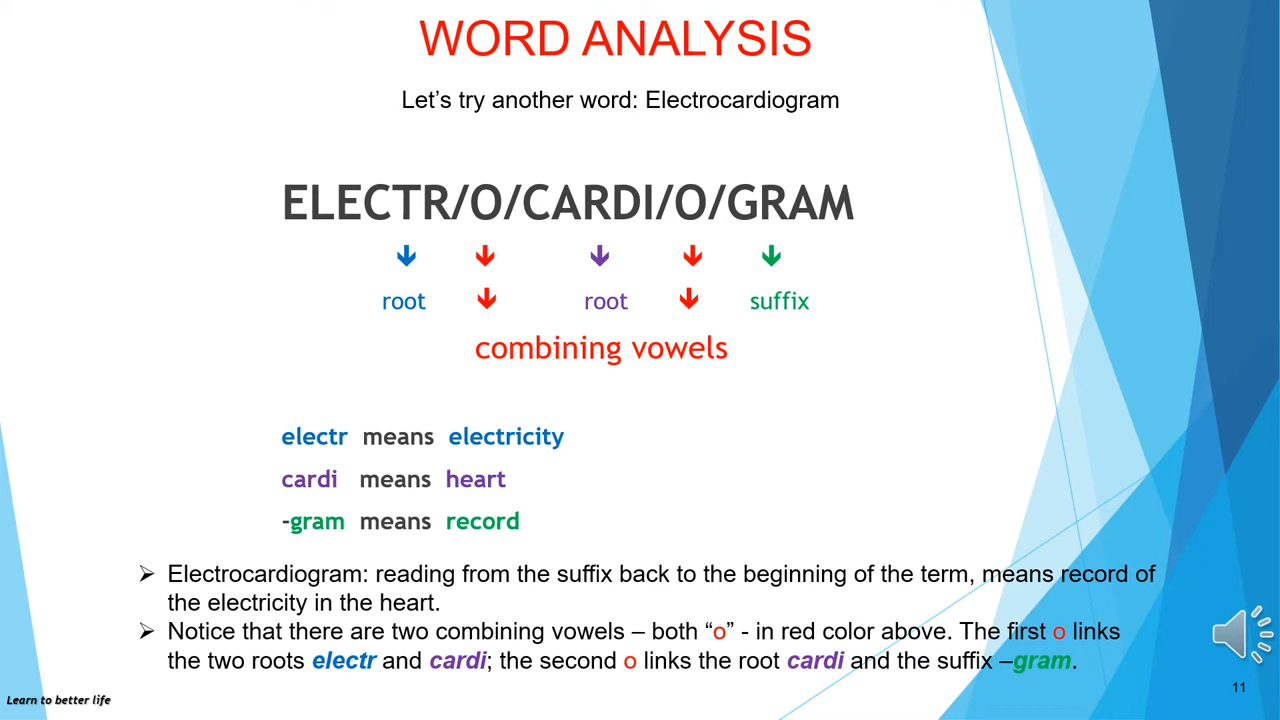 WORD ANALYSIS
Let’s try another word: Electrocardiogram
ELECTR/O/CARDI/O/GRAM
root root suffix
combining vowels
electr means electricity
cardi means heart
-gram means record
Electrocardiogram: reading from the suffix back to the beginning of the term, means record of
the electricity in the heart.
Notice that there are two combining vowels – both “o” - in red color above. The first o links
the two roots electr and cardi; the second o links the root cardi and the suffix –gram.
11
Learn to better life